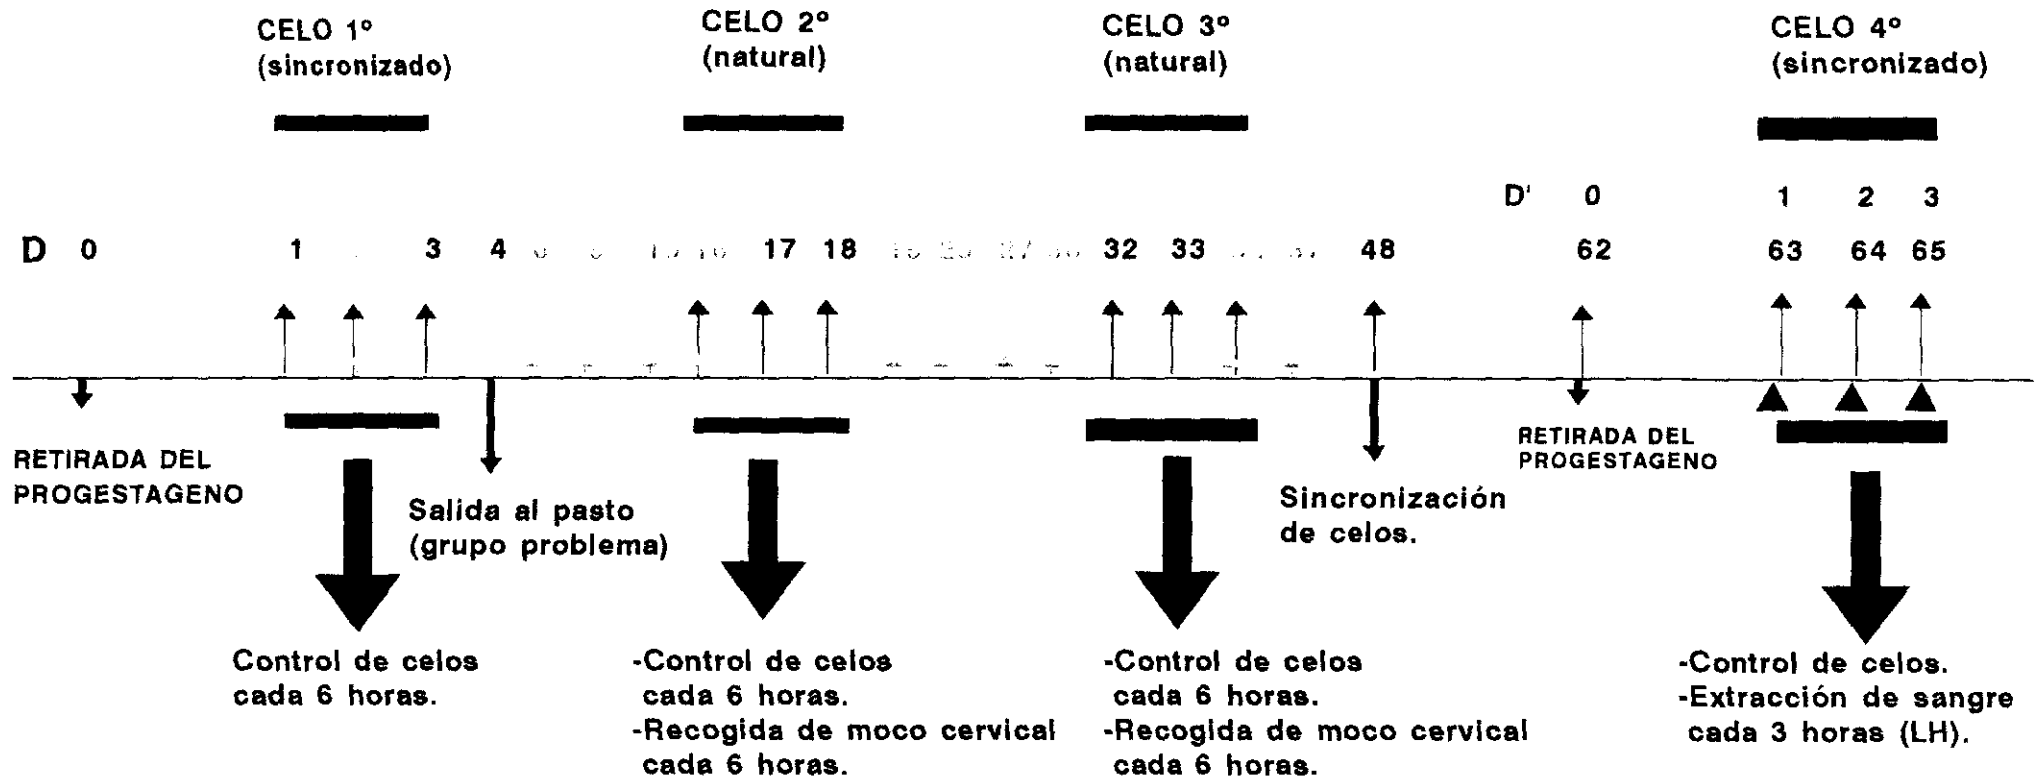 CELO 1º
(sincronizado)
CELO 2º
(natural)
CELO 3º
(natural)
CELO 4º
(sincronizado)
D' 0 1 2 3
D 0 1 3 4 17 18 32 33 48 62 63 64 65
RETIRADA DEL
PROGESTAGENO
Salida al pasto
(grupo problema)
Sincronización
de celos.
RETIRADA DEL
PROGESTAGENO
Control de celos
cada 6 horas.
-Control de celos
cada 6 horas.
-Recogida de moco cervical
cada 6 horas.
-Control de celos
cada 6 horas.
-Recogida de moco cervical
cada 6 horas.
-Control de celos.
-Extracción de sangre
cada 3 horas (LH).